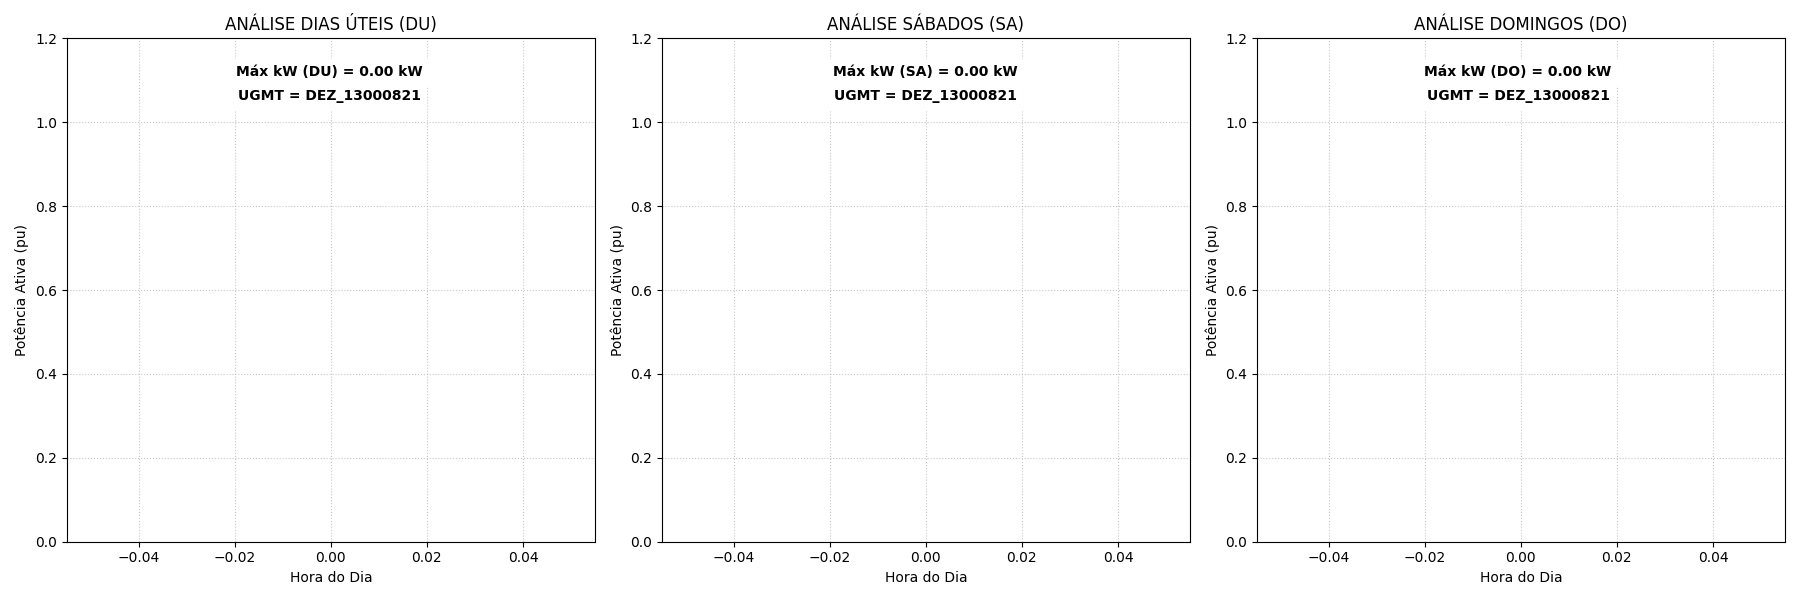 ANÁLISE DIAS ÚTEIS (DU)
Máx kW (DU) = 0.00 kW
UGMT = DEZ_13000821
1.2
1.0
0.8
0.6
0.4
0.2
0.0
Potência Ativa (pu)
−0.04 −0.02 0.00 0.02 0.04
Hora do Dia
ANÁLISE SÁBADOS (SA)
Máx kW (SA) = 0.00 kW
UGMT = DEZ_13000821
1.2
1.0
0.8
0.6
0.4
0.2
0.0
Potência Ativa (pu)
−0.04 −0.02 0.00 0.02 0.04
Hora do Dia
ANÁLISE DOMINGOS (DO)
Máx kW (DO) = 0.00 kW
UGMT = DEZ_13000821
1.2
1.0
0.8
0.6
0.4
0.2
0.0
Potência Ativa (pu)
−0.04 −0.02 0.00 0.02 0.04
Hora do Dia